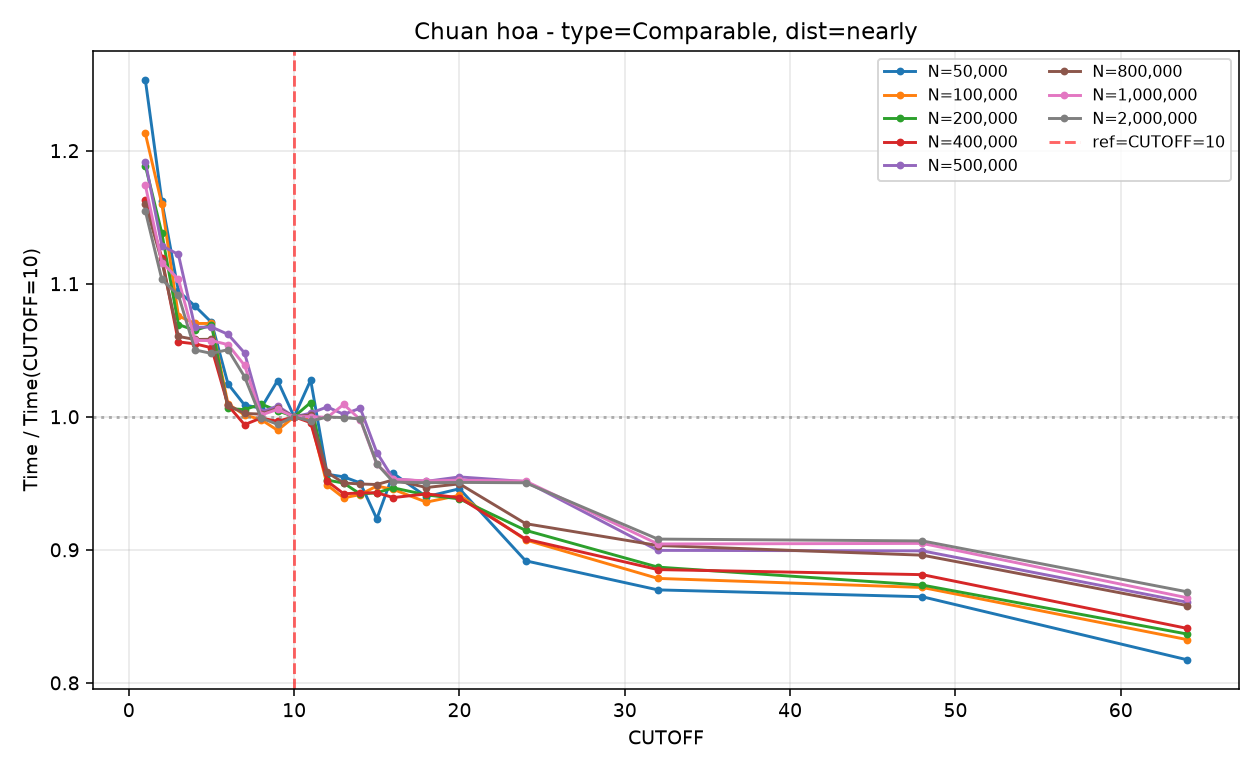 Chuan hoa - type=Comparable, dist=nearly
N=50,000
N=100,000
N=200,000
N=400,000
N=500,000
N=800,000
N=1,000,000
N=2,000,000
ref=CUTOFF=10
Time / Time(CUTOFF=10)
1.2
1.1
1.0
0.9
0.8
0
10
20
30
40
50
60
CUTOFF